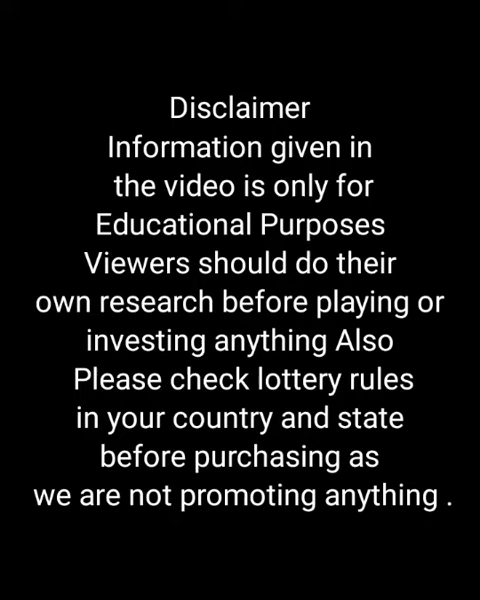 Disclaimer
Information given in
the video is only for
Educational Purposes
Viewers should do their
own research before playing or
investing anything Also
Please check lottery rules
in your country and state
before purchasing as
we are not promoting anything .